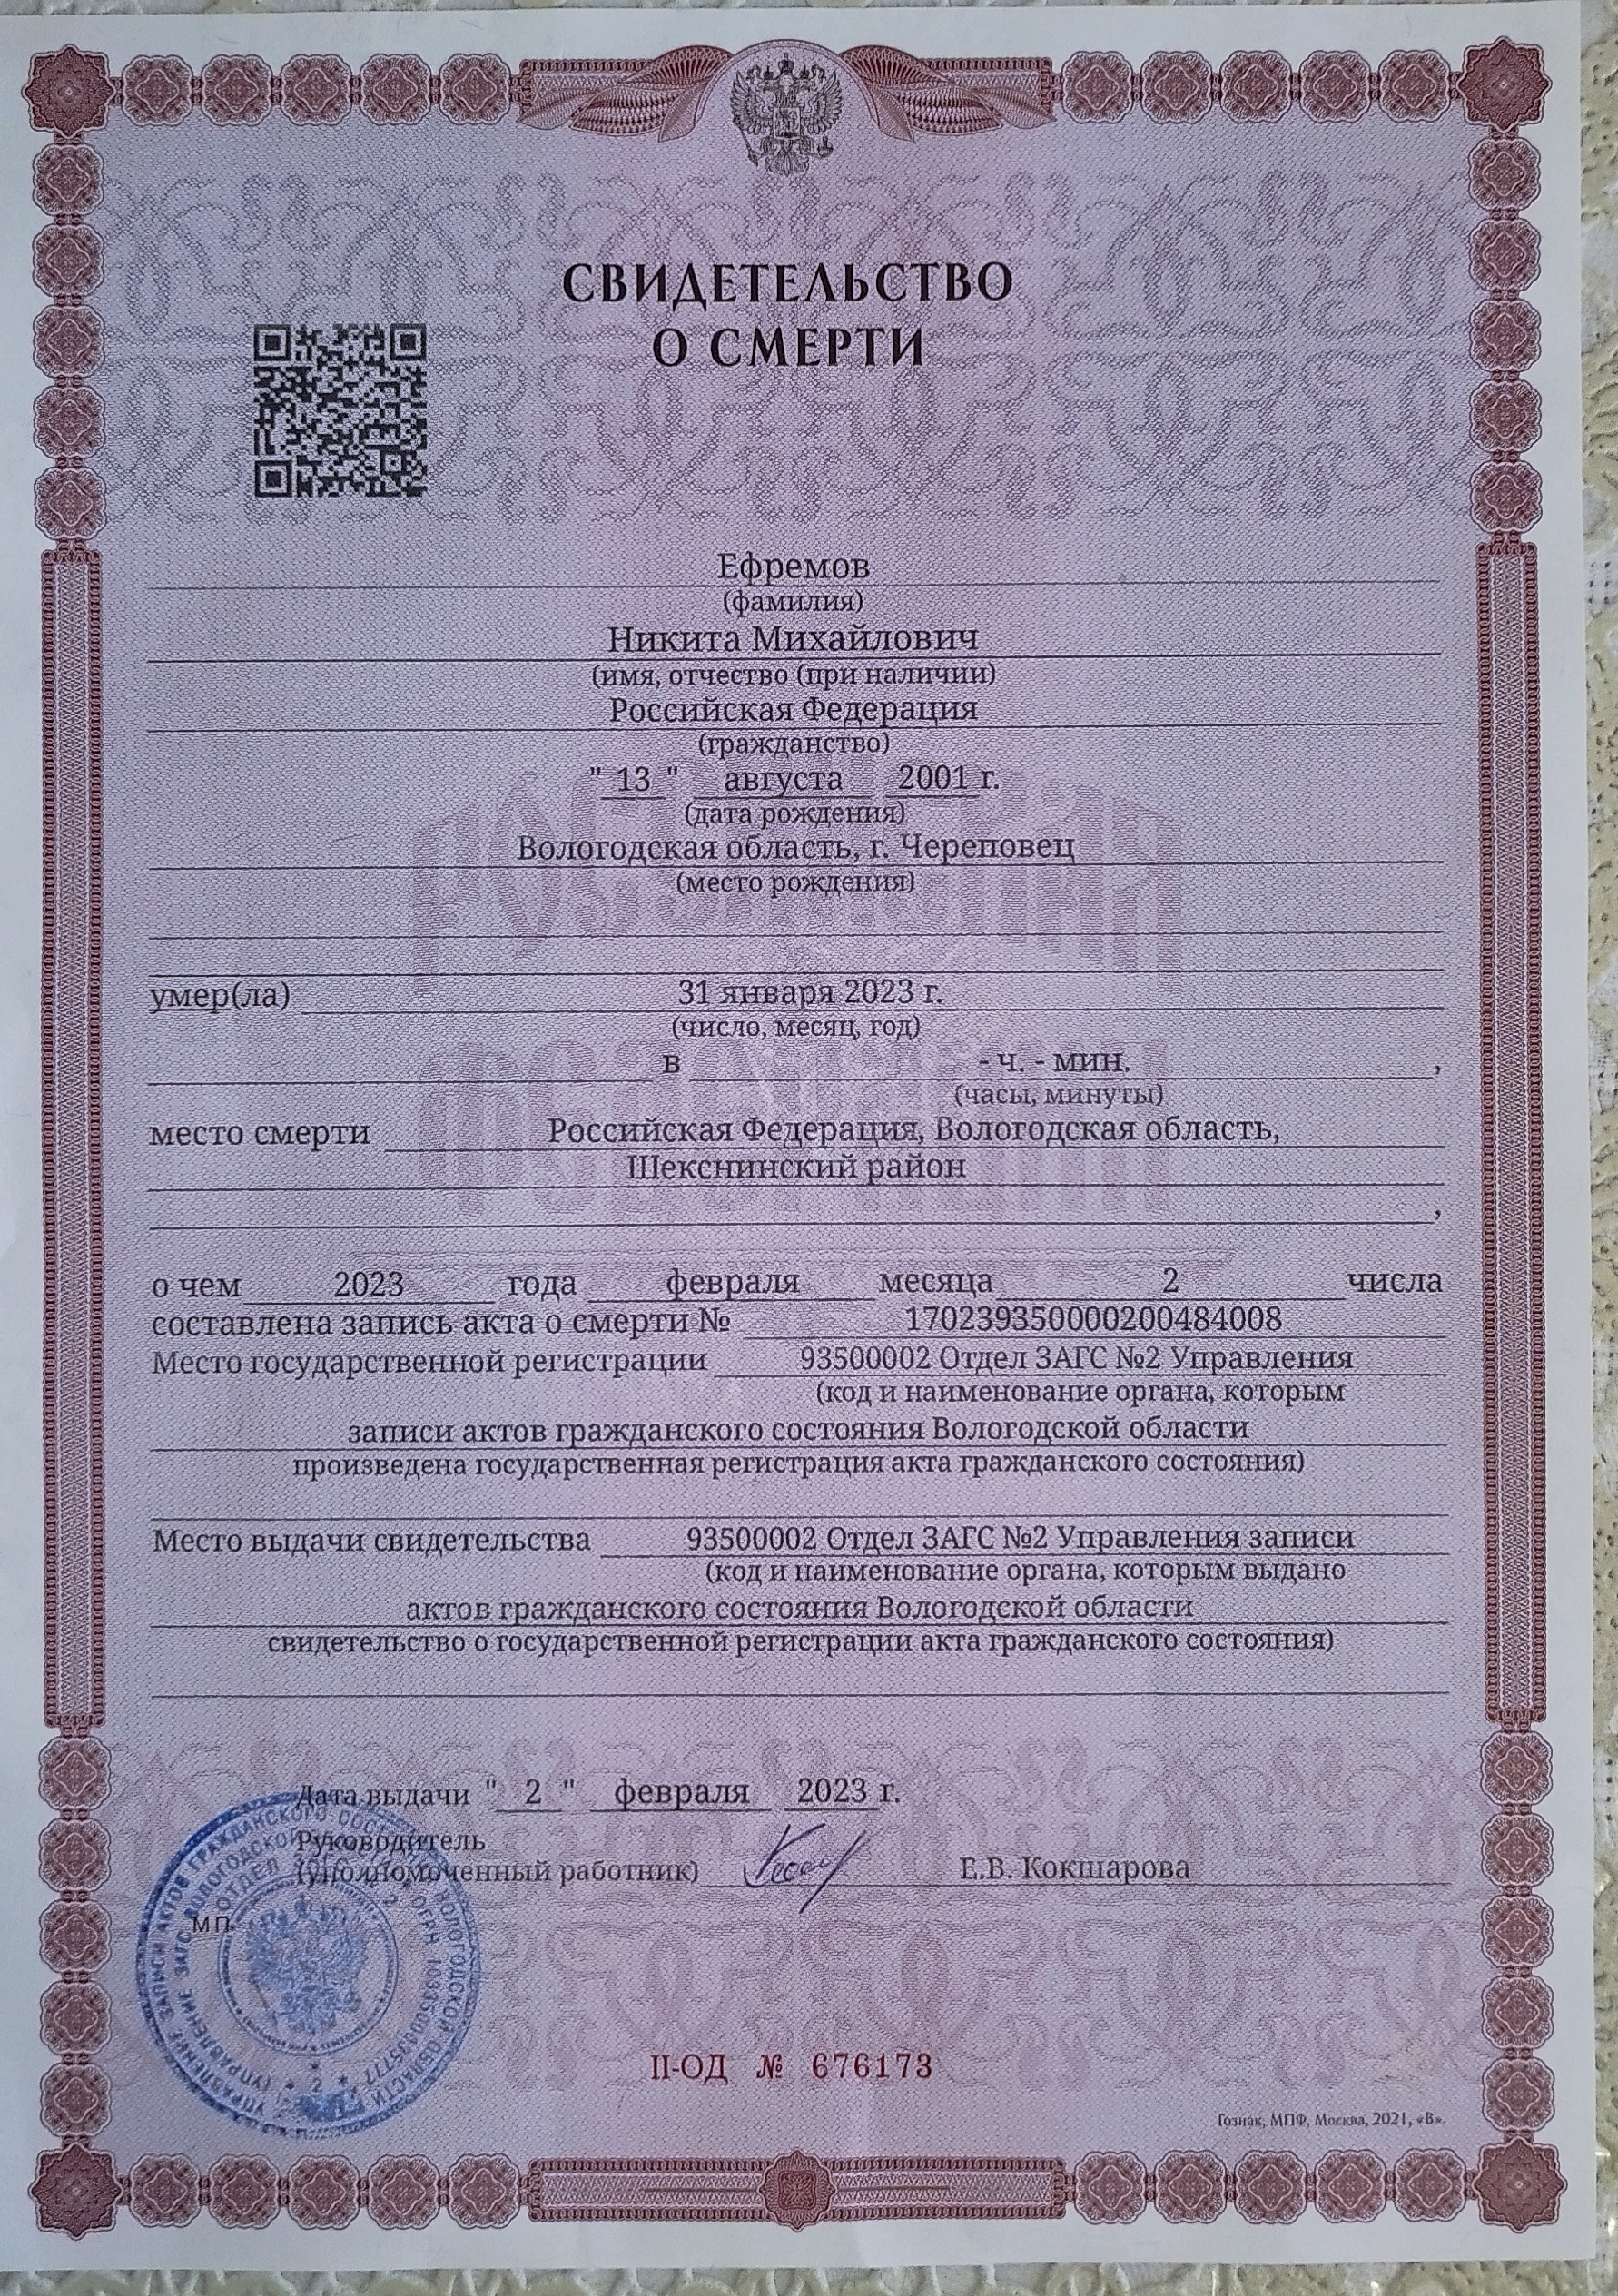 СВИДЕТЕЛЬСТВО
О СМЕРТИ
Ефремов
(фамилия)
Никита Михайлович
(имя, отчество (при наличии)
Российская Федерация
(гражданство)
" 13 " августа 2001 г.
(дата рождения)
Вологодская область, г. Череповец
(место рождения)
умер(ла) 31 января 2023 г.
(число, месяц, год)
в - ч. - мин. ,
(часы, минуты)
место смерти Российская Федерация, Вологодская область,
Шекснинский район
,
о чем 2023 года февраля месяца 2 числа
составлена запись акта о смерти № 170239350000200484008
Место государственной регистрации 93500002 Отдел ЗАГС №2 Управления
(код и наименование органа, которым
записи актов гражданского состояния Вологодской области
произведена государственная регистрация акта гражданского состояния)
Место выдачи свидетельства 93500002 Отдел ЗАГС №2 Управления записи
(код и наименование органа, которым выдано
актов гражданского состояния Вологодской области
свидетельство о государственной регистрации акта гражданского состояния)
Дата выдачи " 2 " февраля 2023 г.
Руководитель
(уполномоченный работник) Е.В. Кокшарова
МП
II-ОД № 676173
Гознак, МПФ, Москва, 2021, «В».